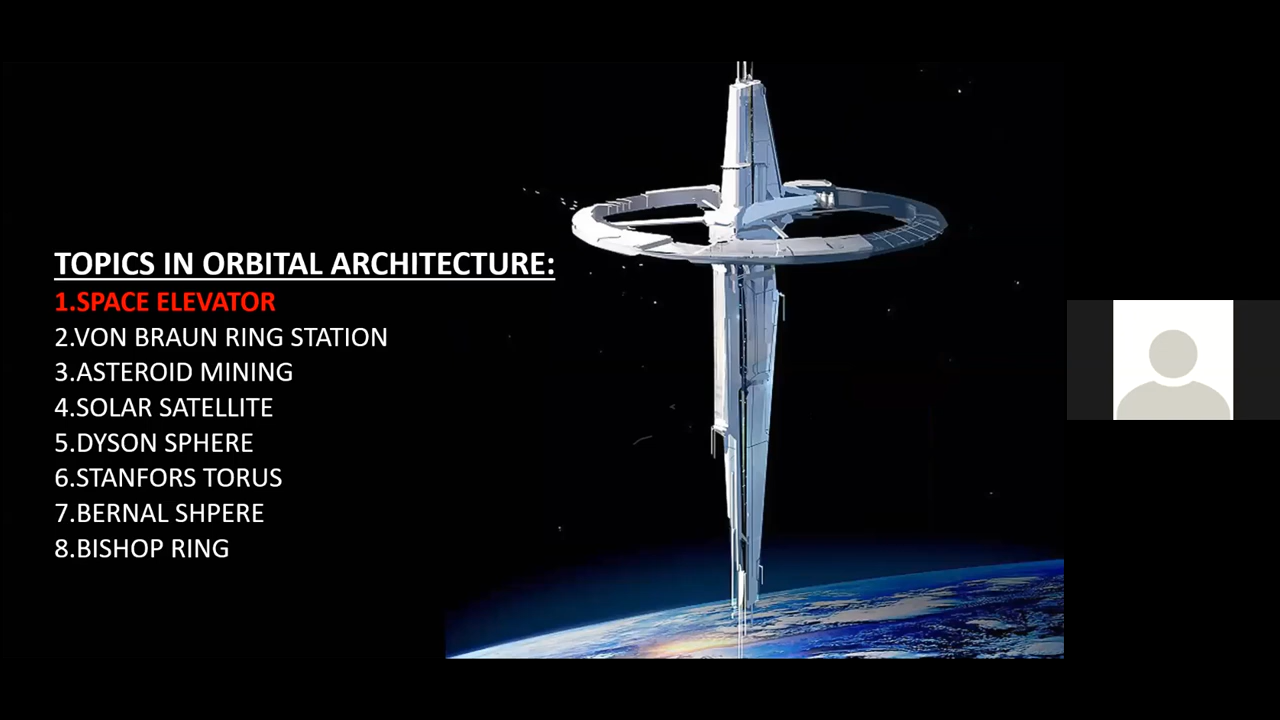 TOPICS IN ORBITAL ARCHITECTURE:
1.SPACE ELEVATOR
2.VON BRAUN RING STATION
3.ASTEROID MINING
4.SOLAR SATELLITE
5.DYSON SPHERE
6.STANFORS TORUS
7.BERNAL SHPERE
8.BISHOP RING